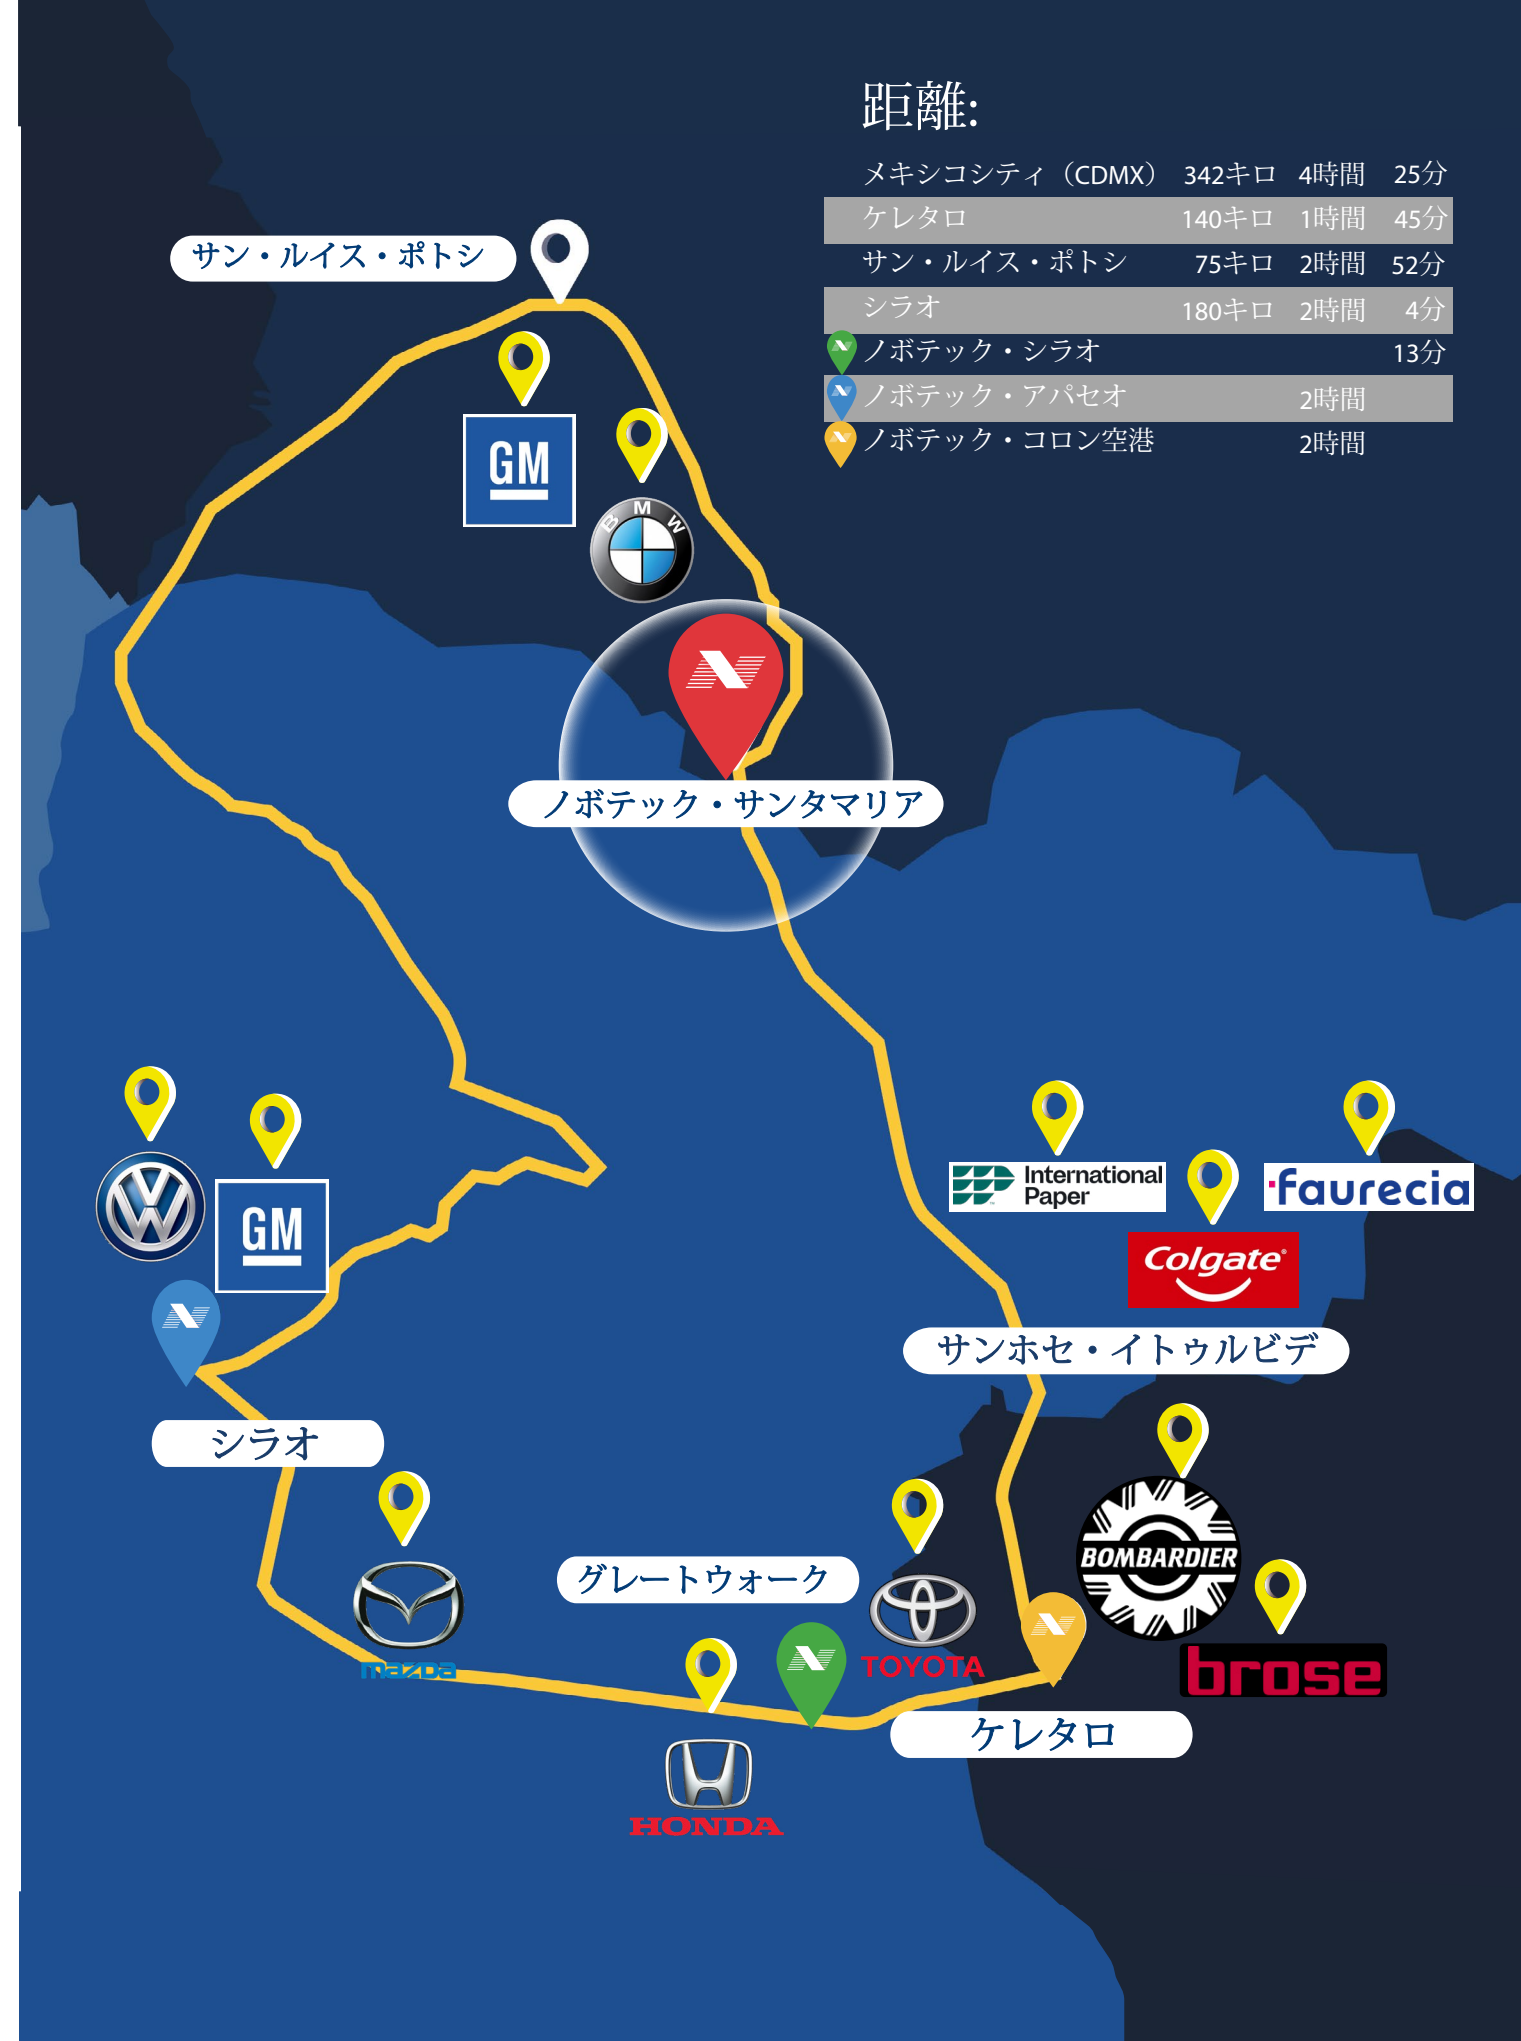 距離:
メキシコシティ（CDMX） 342キロ 4時間 25分
ケレタロ 140キロ 1時間 45分
サン・ルイス・ポトシ 75キロ 2時間 52分
シラオ 180キロ 2時間 4分
ノボテック・シラオ 13分
ノボテック・アパセオ 2時間
ノボテック・コロン空港 2時間
サン・ルイス・ポトシ
GM
BMW
ノボテック・サンタマリア
International
Paper
faurecia
GM
Colgate
サンホセ・イトゥルビデ
シラオ
BOMBARDIER
グレートウォーク
mazda
TOYOTA
brose
ケレタロ
HONDA